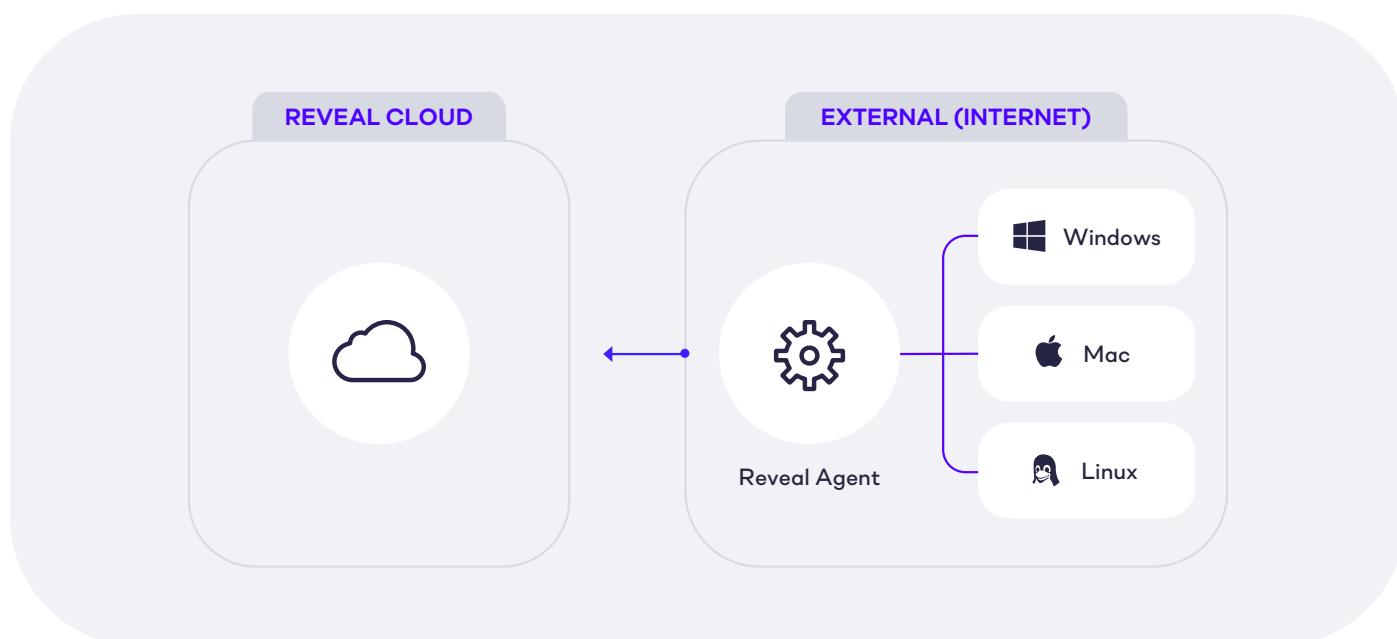 REVEAL CLOUD
EXTERNAL (INTERNET)
Windows
Mac
Reveal Agent
Linux